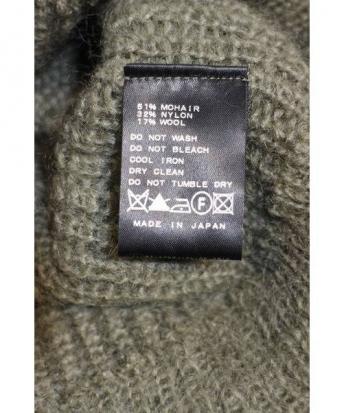 51% MOHAIR
32% NYLON
17% WOOL
DO NOT WASH
DO NOT BLEACH
COOL IRON
DRY CLEAN
DO NOT TUMBLE DRY
F
MADE IN JAPAN